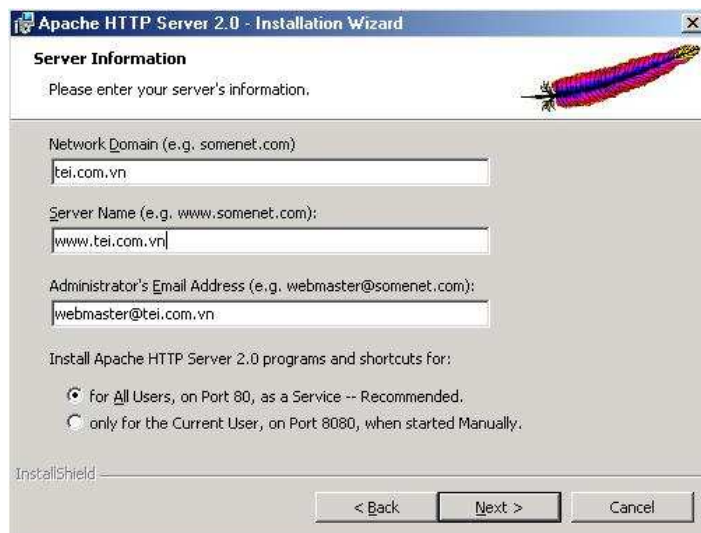 Apache HTTP Server 2.0 - Installation Wizard
Server Information
Please enter your server's information.
Network Domain (e.g. somenet.com)
tei.com.vn
Server Name (e.g. www.somenet.com):
www.tei.com.vn
Administrator's Email Address (e.g. webmaster@somenet.com):
webmaster@tei.com.vn
Install Apache HTTP Server 2.0 programs and shortcuts for:
for All Users, on Port 80, as a Service -- Recommended.
only for the Current User, on Port 8080, when started Manually.
InstallShield
< Back Next > Cancel